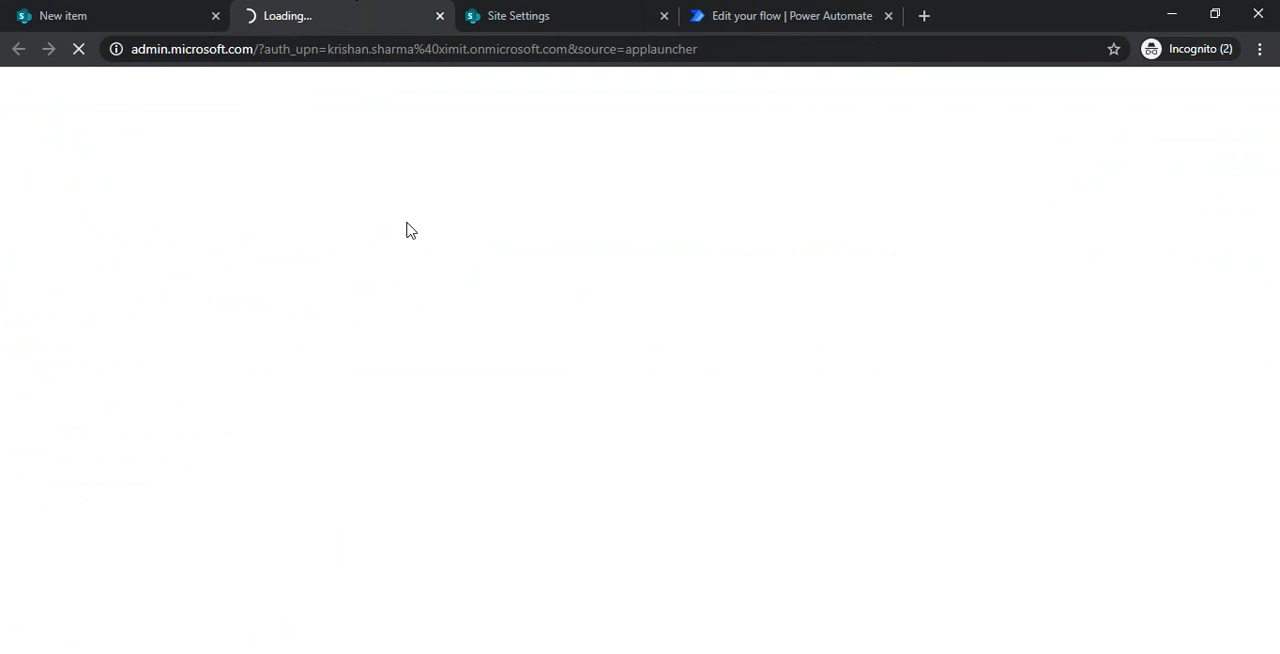 New item
Loading...
Site Settings
Edit your flow | Power Automate
admin.microsoft.com/?auth_upn=krishan.sharma%40ximit.onmicrosoft.com&source=applauncher
Incognito (2)